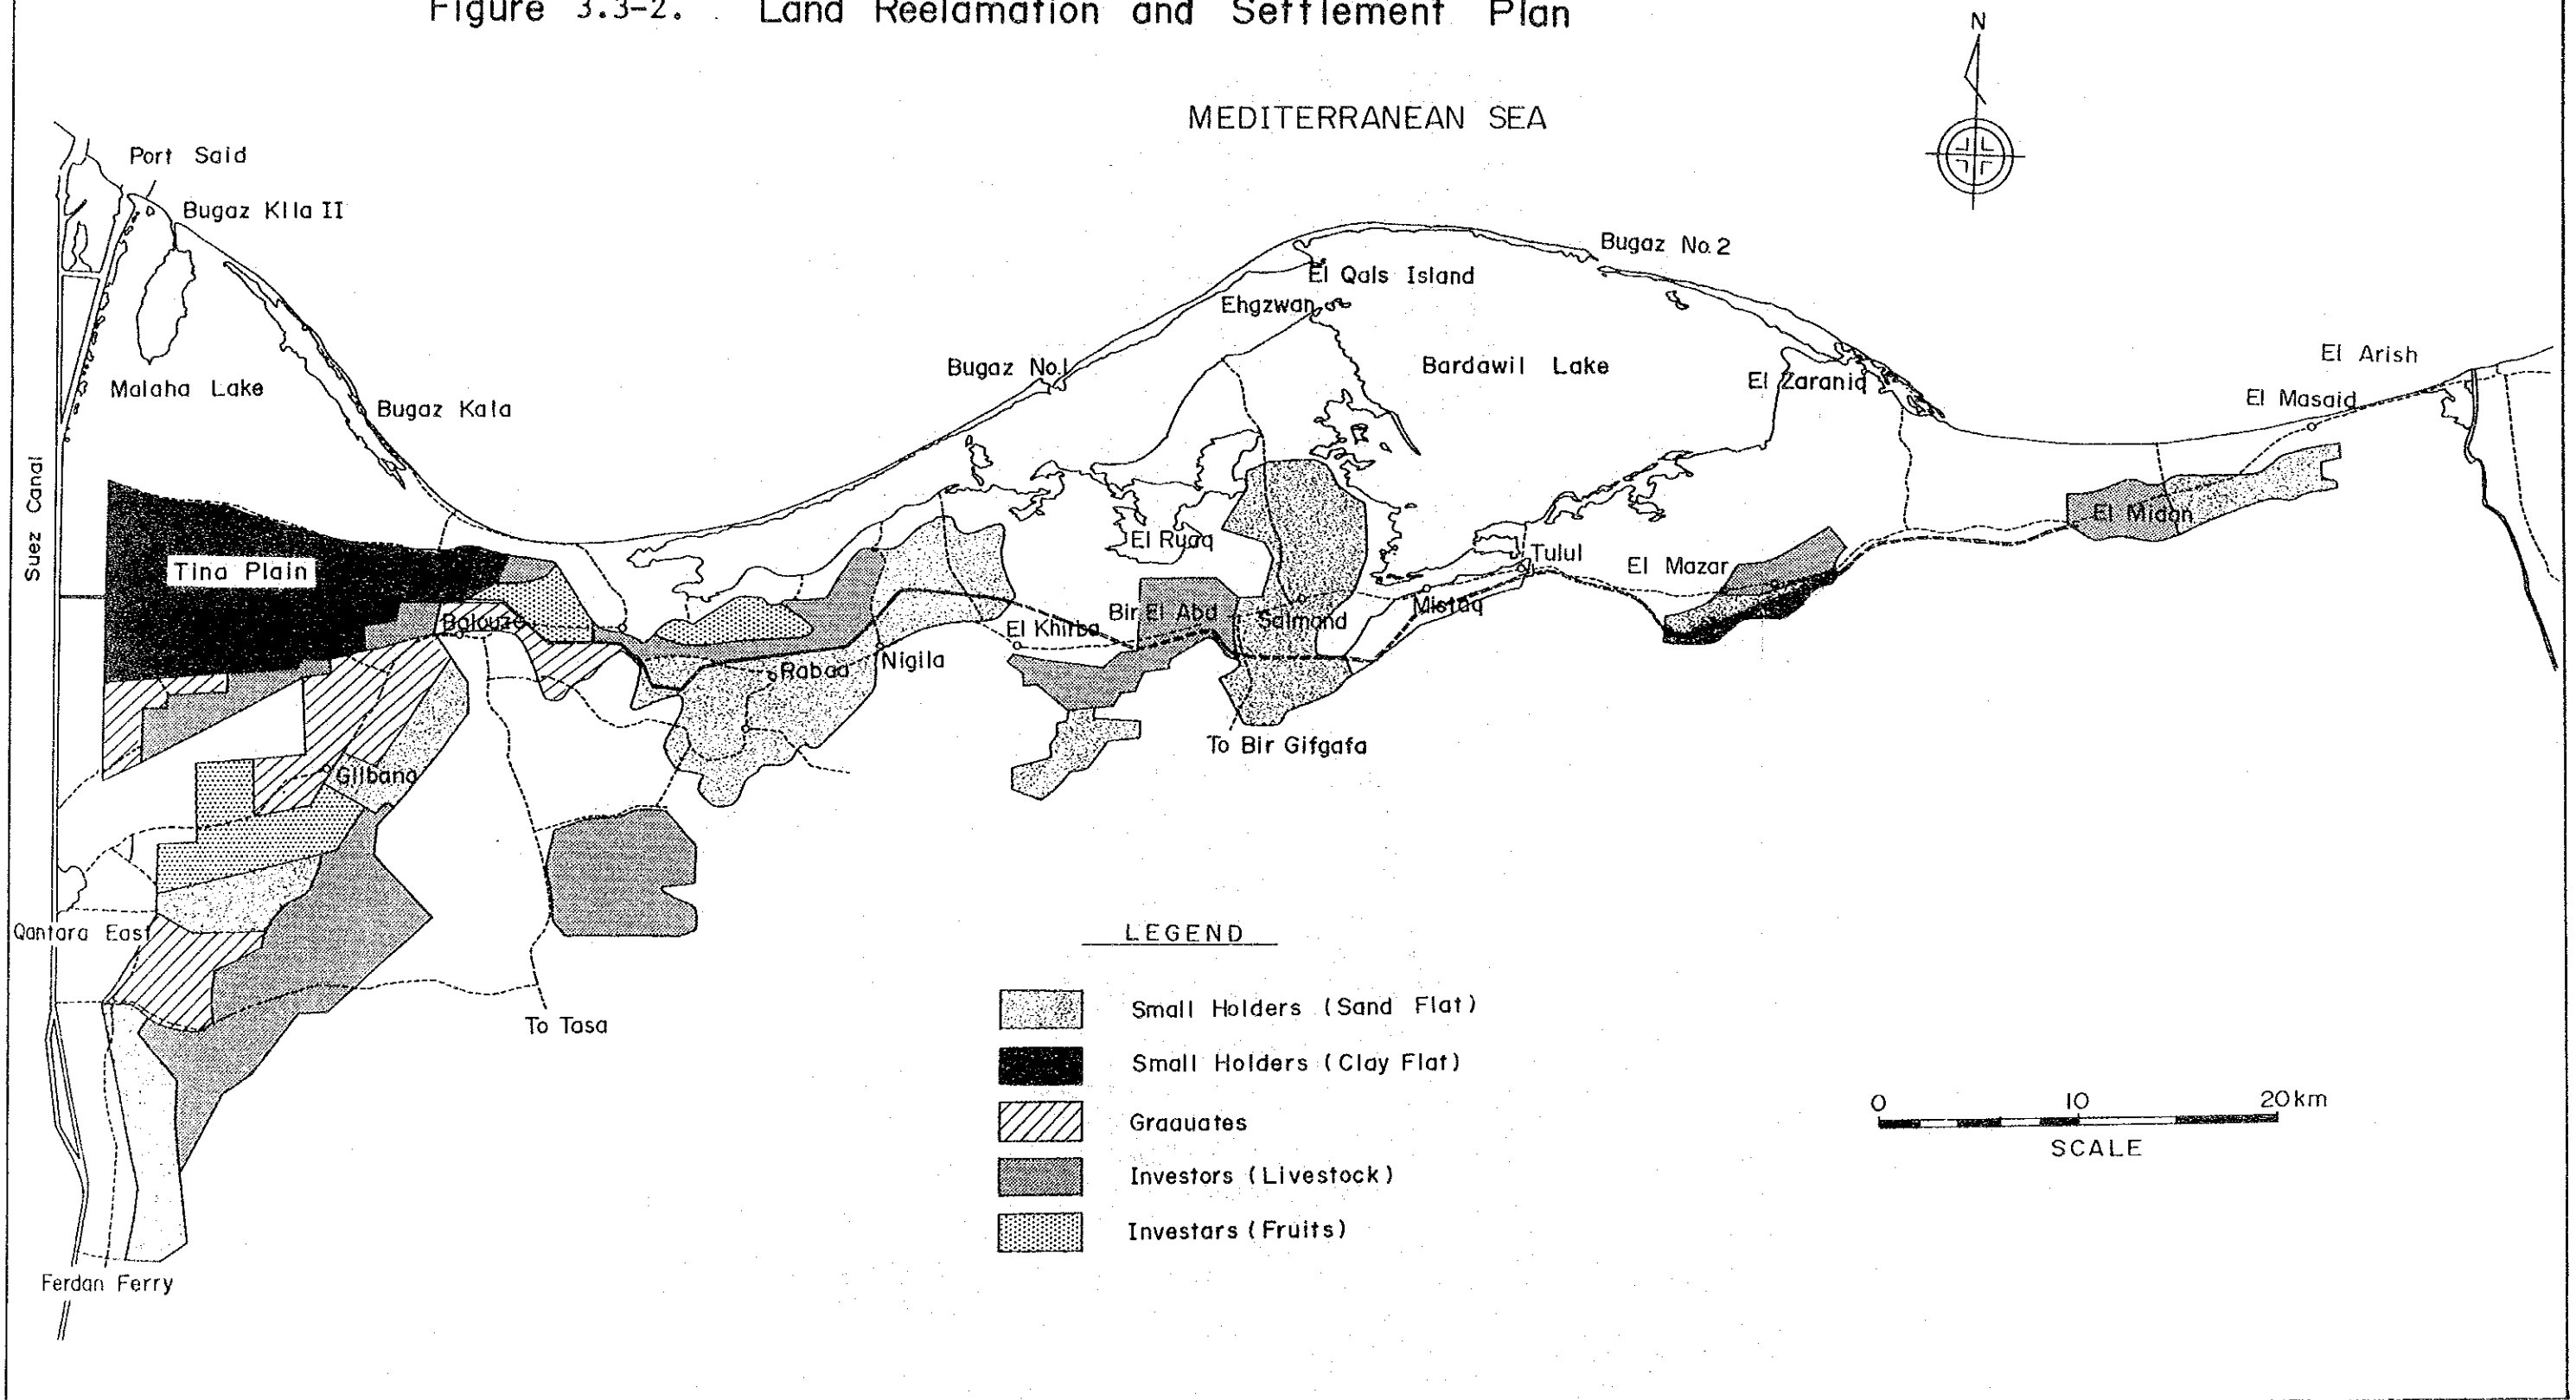 Figure 3.3-2. Land Reelamation and Settlement Plan
N
MEDITERRANEAN SEA
Port Said
Bugaz Klla II
Bugaz No. 2
El Qals Island
Ehgzwan
Bugaz No.1
Bardawil Lake
El Arish
Malaha Lake
Bugaz Kala
El Zaraniq
El Masaid
Suez Canal
El Midan
El Ruaq
Tulul
Tina Plain
El Mazar
Bir El Abd
Mistaq
Balouza
El Khirba
Salmand
Rabaa
Nigila
To Bir Gifgafa
Gilbana
Qantara East
To Tasa
Ferdan Ferry
LEGEND
Small Holders (Sand Flat)
Small Holders (Clay Flat)
Graduates
Investors (Livestock)
Investars (Fruits)
0 10 20km
SCALE